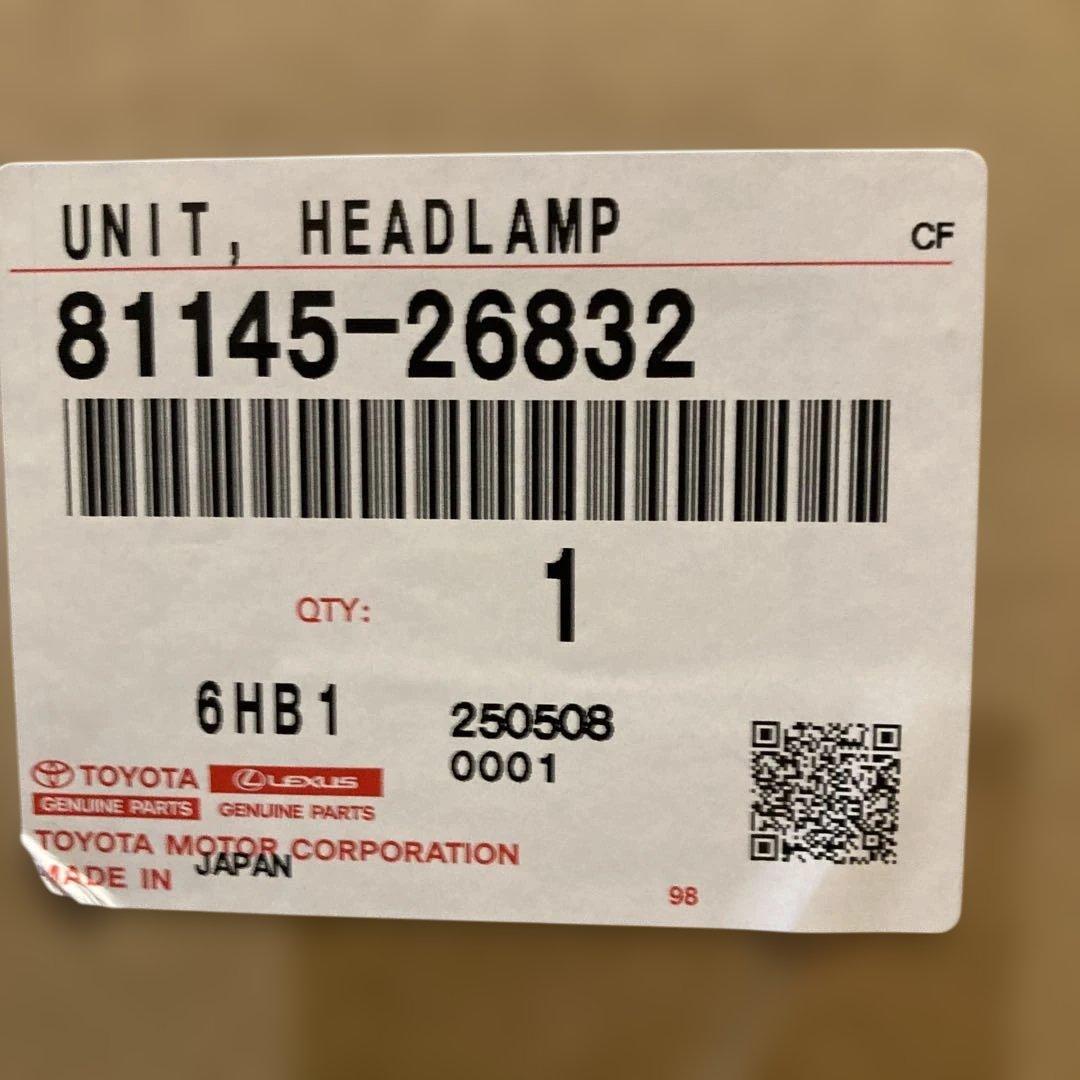 UNIT, HEADLAMP
CF
81145-26832
QTY: 1
6HB1
250508
0001
TOYOTA LEXUS
GENUINE PARTS GENUINE PARTS
TOYOTA MOTOR CORPORATION
MADE IN JAPAN
98